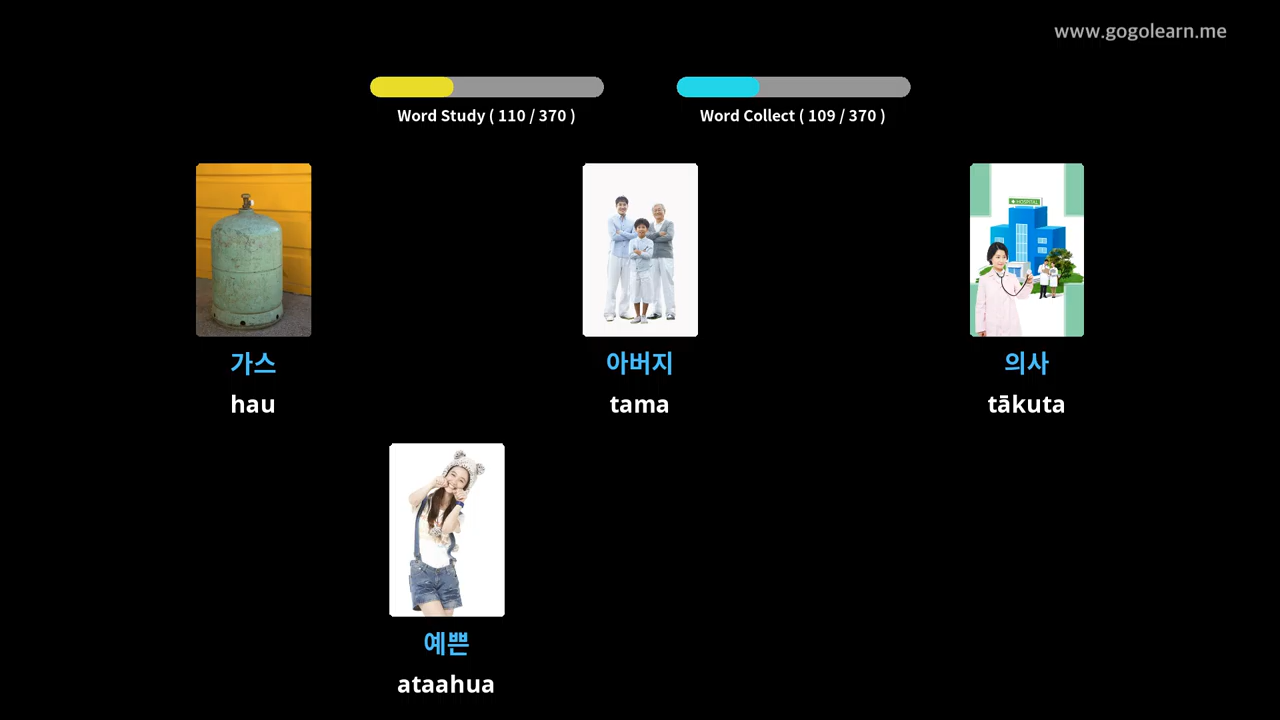 www.gogolearn.me
Word Study ( 110 / 370 )
Word Collect ( 109 / 370 )
HOSPITAL
가스
아버지
의사
hau
tama
tākuta
예쁜
ataahua